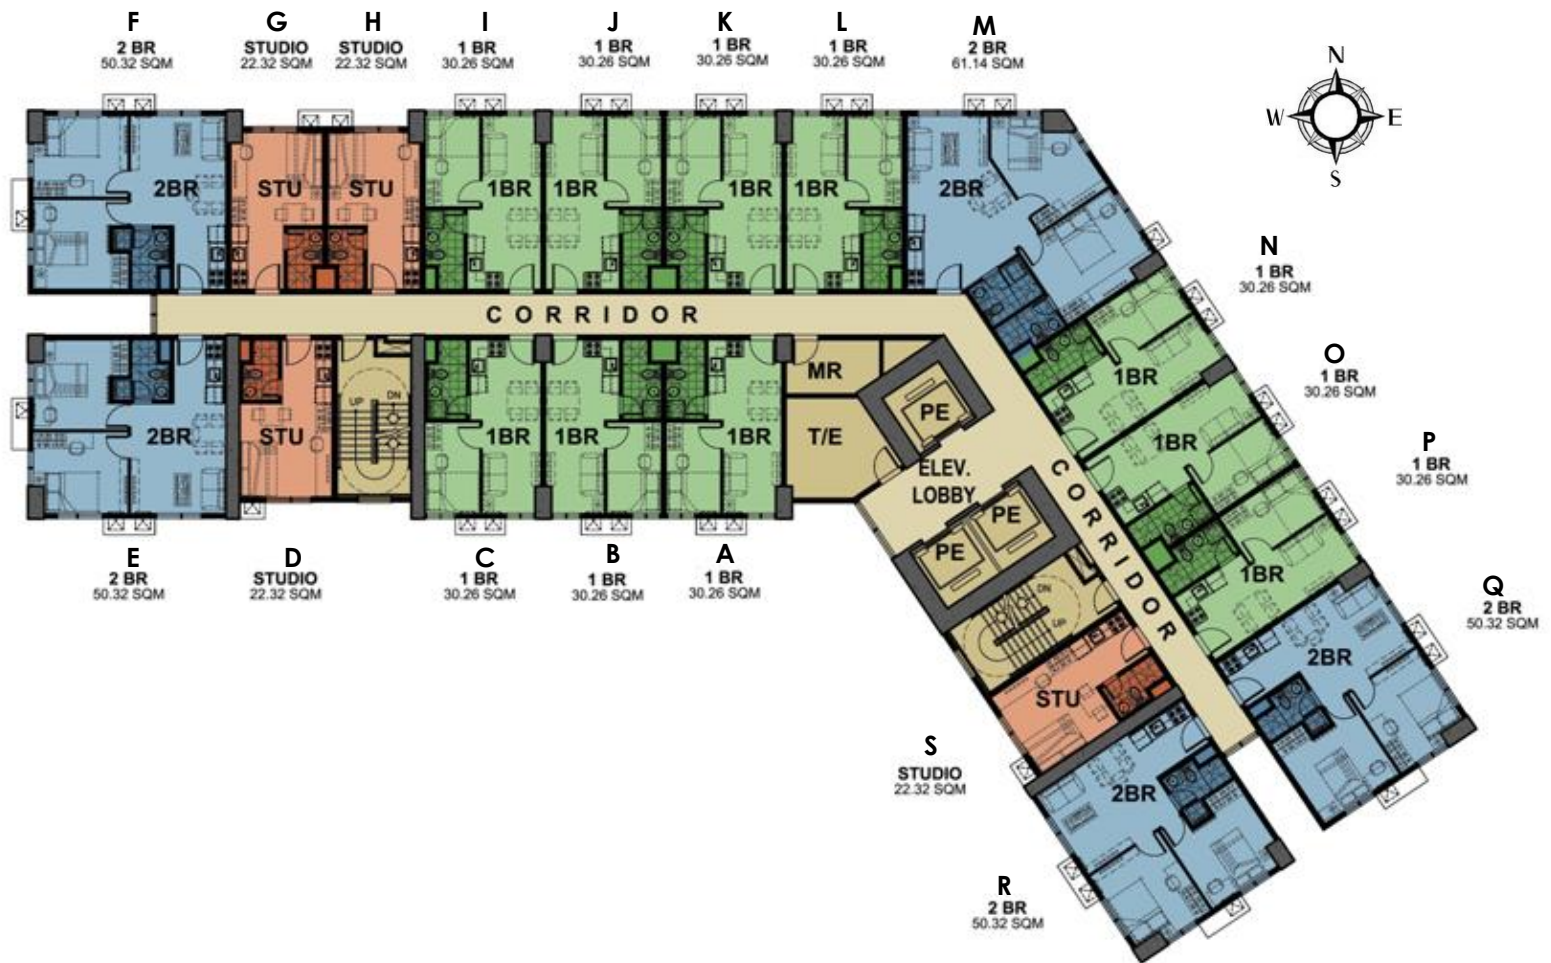 F
2 BR
50.32 SQM
G
STUDIO
22.32 SQM
H
STUDIO
22.32 SQM
I
1 BR
30.26 SQM
J
1 BR
30.26 SQM
K
1 BR
30.26 SQM
L
1 BR
30.26 SQM
M
2 BR
61.14 SQM
N
W E
S
2BR
STU
STU
1BR
1BR
1BR
1BR
2BR
N
1 BR
30.26 SQM
CORRIDOR
O
1 BR
30.26 SQM
1BR
MR
PE
UP
DN
2BR
STU
1BR
1BR
1BR
T/E
1BR
P
1 BR
30.26 SQM
ELEV.
LOBBY
CORRIDOR
PE
PE
E
2 BR
50.32 SQM
D
STUDIO
22.32 SQM
C
1 BR
30.26 SQM
B
1 BR
30.26 SQM
A
1 BR
30.26 SQM
1BR
DN
UP
Q
2 BR
50.32 SQM
2BR
STU
S
STUDIO
22.32 SQM
2BR
R
2 BR
50.32 SQM